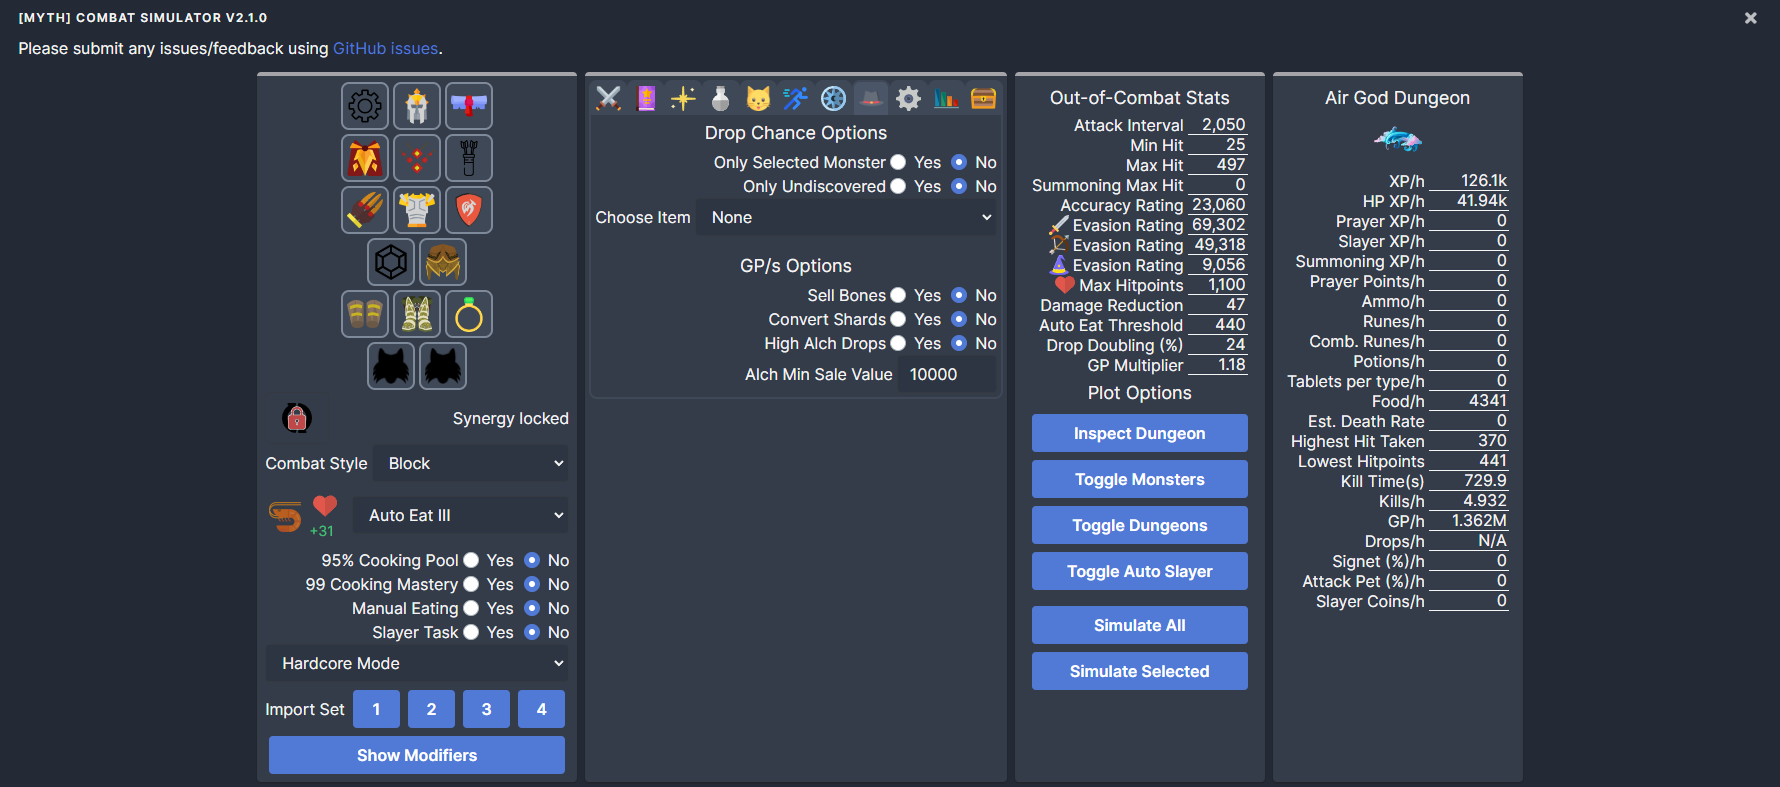 [MYTH] COMBAT SIMULATOR V2.1.0
Please submit any issues/feedback using GitHub issues.
Synergy locked
Combat Style Block
+31
Auto Eat III
95% Cooking Pool Yes No
99 Cooking Mastery Yes No
Manual Eating Yes No
Slayer Task Yes No
Hardcore Mode
Import Set 1 2 3 4
Show Modifiers
Drop Chance Options
Only Selected Monster Yes No
Only Undiscovered Yes No
Choose Item None
GP/s Options
Sell Bones Yes No
Convert Shards Yes No
High Alch Drops Yes No
Alch Min Sale Value 10000
Out-of-Combat Stats
Attack Interval 2,050
Min Hit 25
Max Hit 497
Summoning Max Hit 0
Accuracy Rating 23,060
Evasion Rating 69,302
Evasion Rating 49,318
Evasion Rating 9,056
Max Hitpoints 1,100
Damage Reduction 47
Auto Eat Threshold 440
Drop Doubling (%) 24
GP Multiplier 1.18
Plot Options
Inspect Dungeon
Toggle Monsters
Toggle Dungeons
Toggle Auto Slayer
Simulate All
Simulate Selected
Air God Dungeon
XP/h 126.1k
HP XP/h 41.94k
Prayer XP/h 0
Slayer XP/h 0
Summoning XP/h 0
Prayer Points/h 0
Ammo/h 0
Runes/h 0
Comb. Runes/h 0
Potions/h 0
Tablets per type/h 0
Food/h 4341
Est. Death Rate 0
Highest Hit Taken 370
Lowest Hitpoints 441
Kill Time(s) 729.9
Kills/h 4.932
GP/h 1.362M
Drops/h N/A
Signet (%)/h 0
Attack Pet (%)/h 0
Slayer Coins/h 0